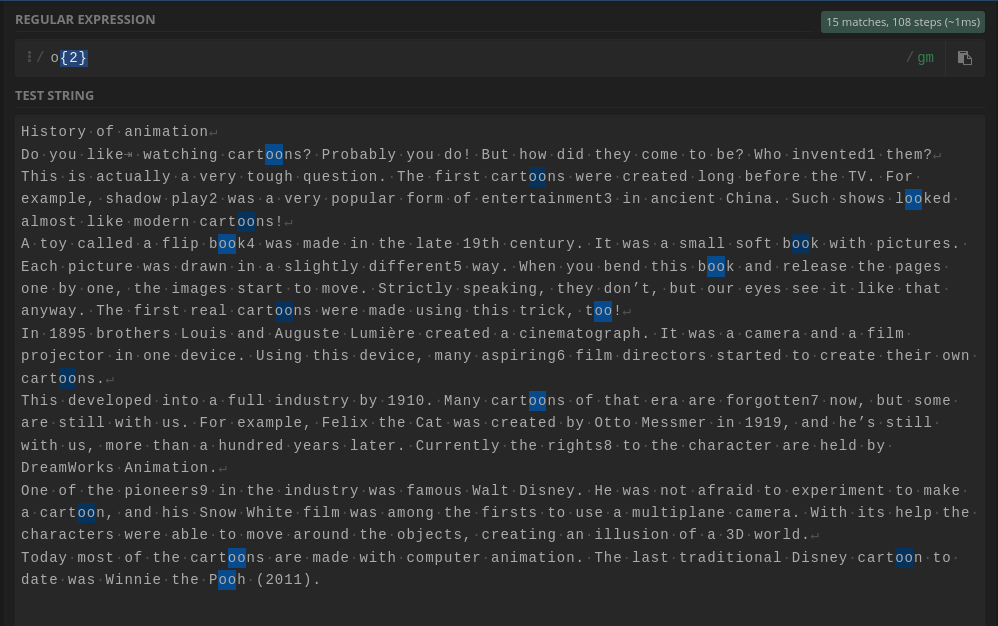 REGULAR EXPRESSION
15 matches, 108 steps (~1ms)
/ o{2} / gm
TEST STRING
History of animation
Do you like watching cartoons? Probably you do! But how did they come to be? Who invented1 them?
This is actually a very tough question. The first cartoons were created long before the TV. For
example, shadow play2 was a very popular form of entertainment3 in ancient China. Such shows looked
almost like modern cartoons!
A toy called a flip book4 was made in the late 19th century. It was a small soft book with pictures.
Each picture was drawn in a slightly different5 way. When you bend this book and release the pages
one by one, the images start to move. Strictly speaking, they don’t, but our eyes see it like that
anyway. The first real cartoons were made using this trick, too!
In 1895 brothers Louis and Auguste Lumière created a cinematograph. It was a camera and a film
projector in one device. Using this device, many aspiring6 film directors started to create their own
cartoons.
This developed into a full industry by 1910. Many cartoons of that era are forgotten7 now, but some
are still with us. For example, Felix the Cat was created by Otto Messmer in 1919, and he’s still
with us, more than a hundred years later. Currently the rights8 to the character are held by
DreamWorks Animation.
One of the pioneers9 in the industry was famous Walt Disney. He was not afraid to experiment to make
a cartoon, and his Snow White film was among the firsts to use a multiplane camera. With its help the
characters were able to move around the objects, creating an illusion of a 3D world.
Today most of the cartoons are made with computer animation. The last traditional Disney cartoon to
date was Winnie the Pooh (2011).